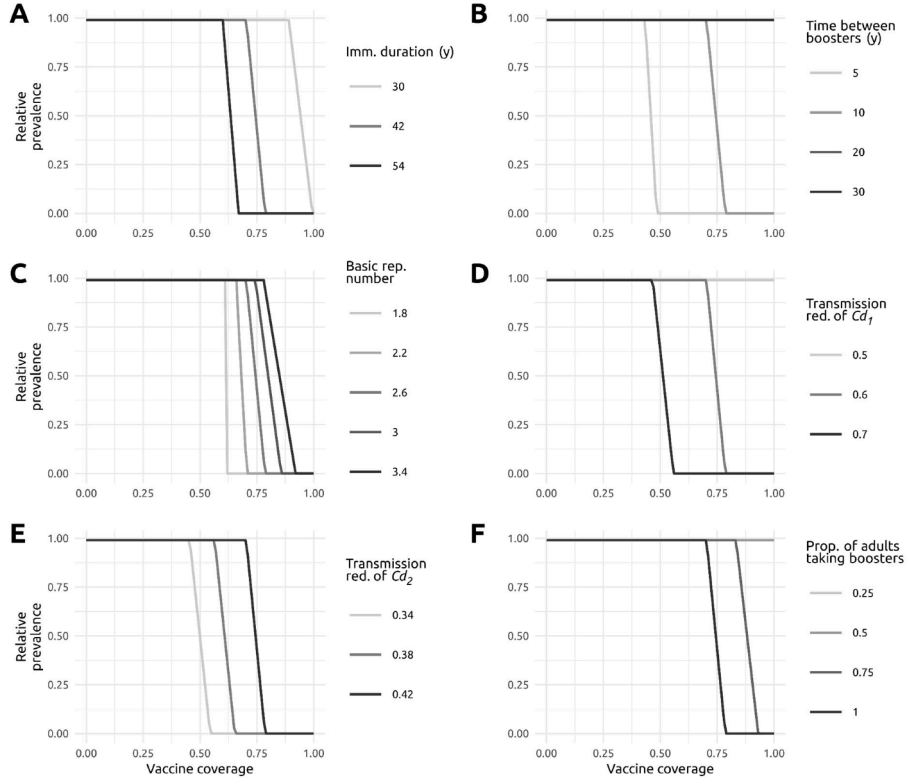 A
1.00
0.75
0.50
0.25
0.00
Relative
prevalence
0.00 0.25 0.50 0.75 1.00
Imm. duration (y)
30
42
54
B
1.00
0.75
0.50
0.25
0.00
0.00 0.25 0.50 0.75 1.00
Time between
boosters (y)
5
10
20
30
C
1.00
0.75
0.50
0.25
0.00
Relative
prevalence
0.00 0.25 0.50 0.75 1.00
Basic rep.
number
1.8
2.2
2.6
3
3.4
D
1.00
0.75
0.50
0.25
0.00
0.00 0.25 0.50 0.75 1.00
Transmission
red. of Cd1
0.5
0.6
0.7
E
1.00
0.75
0.50
0.25
0.00
Relative
prevalence
0.00 0.25 0.50 0.75 1.00
Vaccine coverage
Transmission
red. of Cd2
0.34
0.38
0.42
F
1.00
0.75
0.50
0.25
0.00
0.00 0.25 0.50 0.75 1.00
Vaccine coverage
Prop. of adults
taking boosters
0.25
0.5
0.75
1